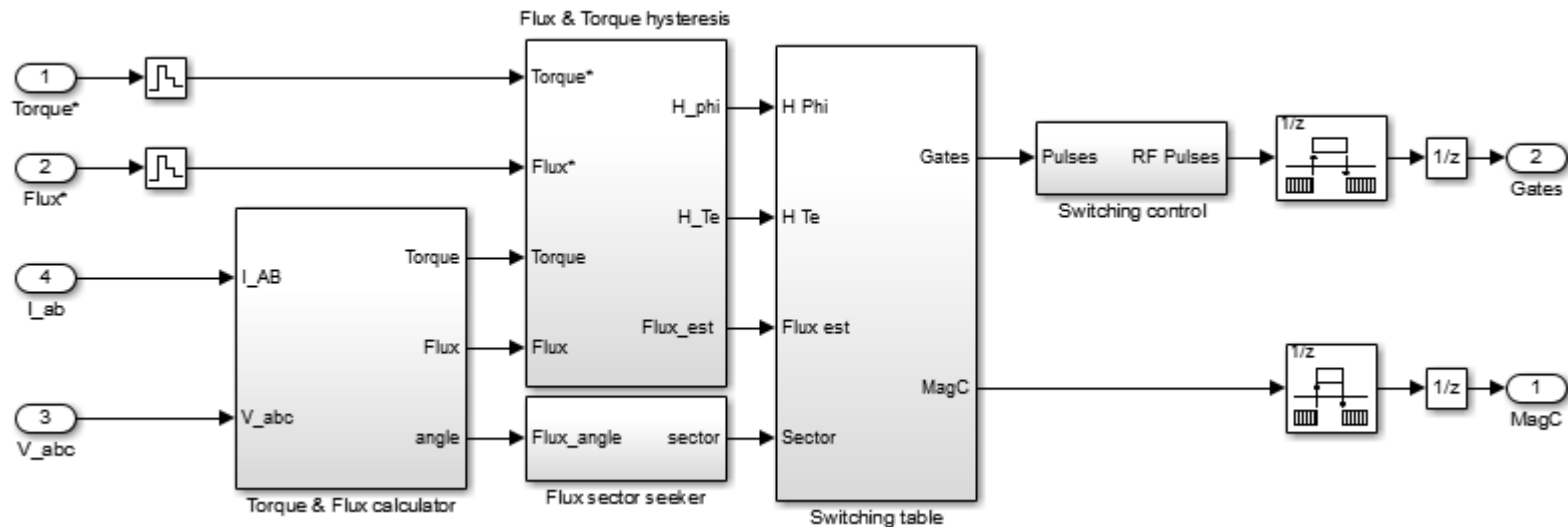 Flux & Torque hysteresis
1
Torque*
2
Flux*
4
I_ab
3
V_abc
I_AB
V_abc
Torque
Flux
angle
Torque & Flux calculator
Torque*
Flux*
Torque
Flux
H_phi
H_Te
Flux_est
Flux_angle
sector
Flux sector seeker
H Phi
H Te
Flux est
Sector
Gates
MagC
Switching table
Pulses
RF Pulses
Switching control
1/z
1/z
2
Gates
1/z
1/z
1
MagC